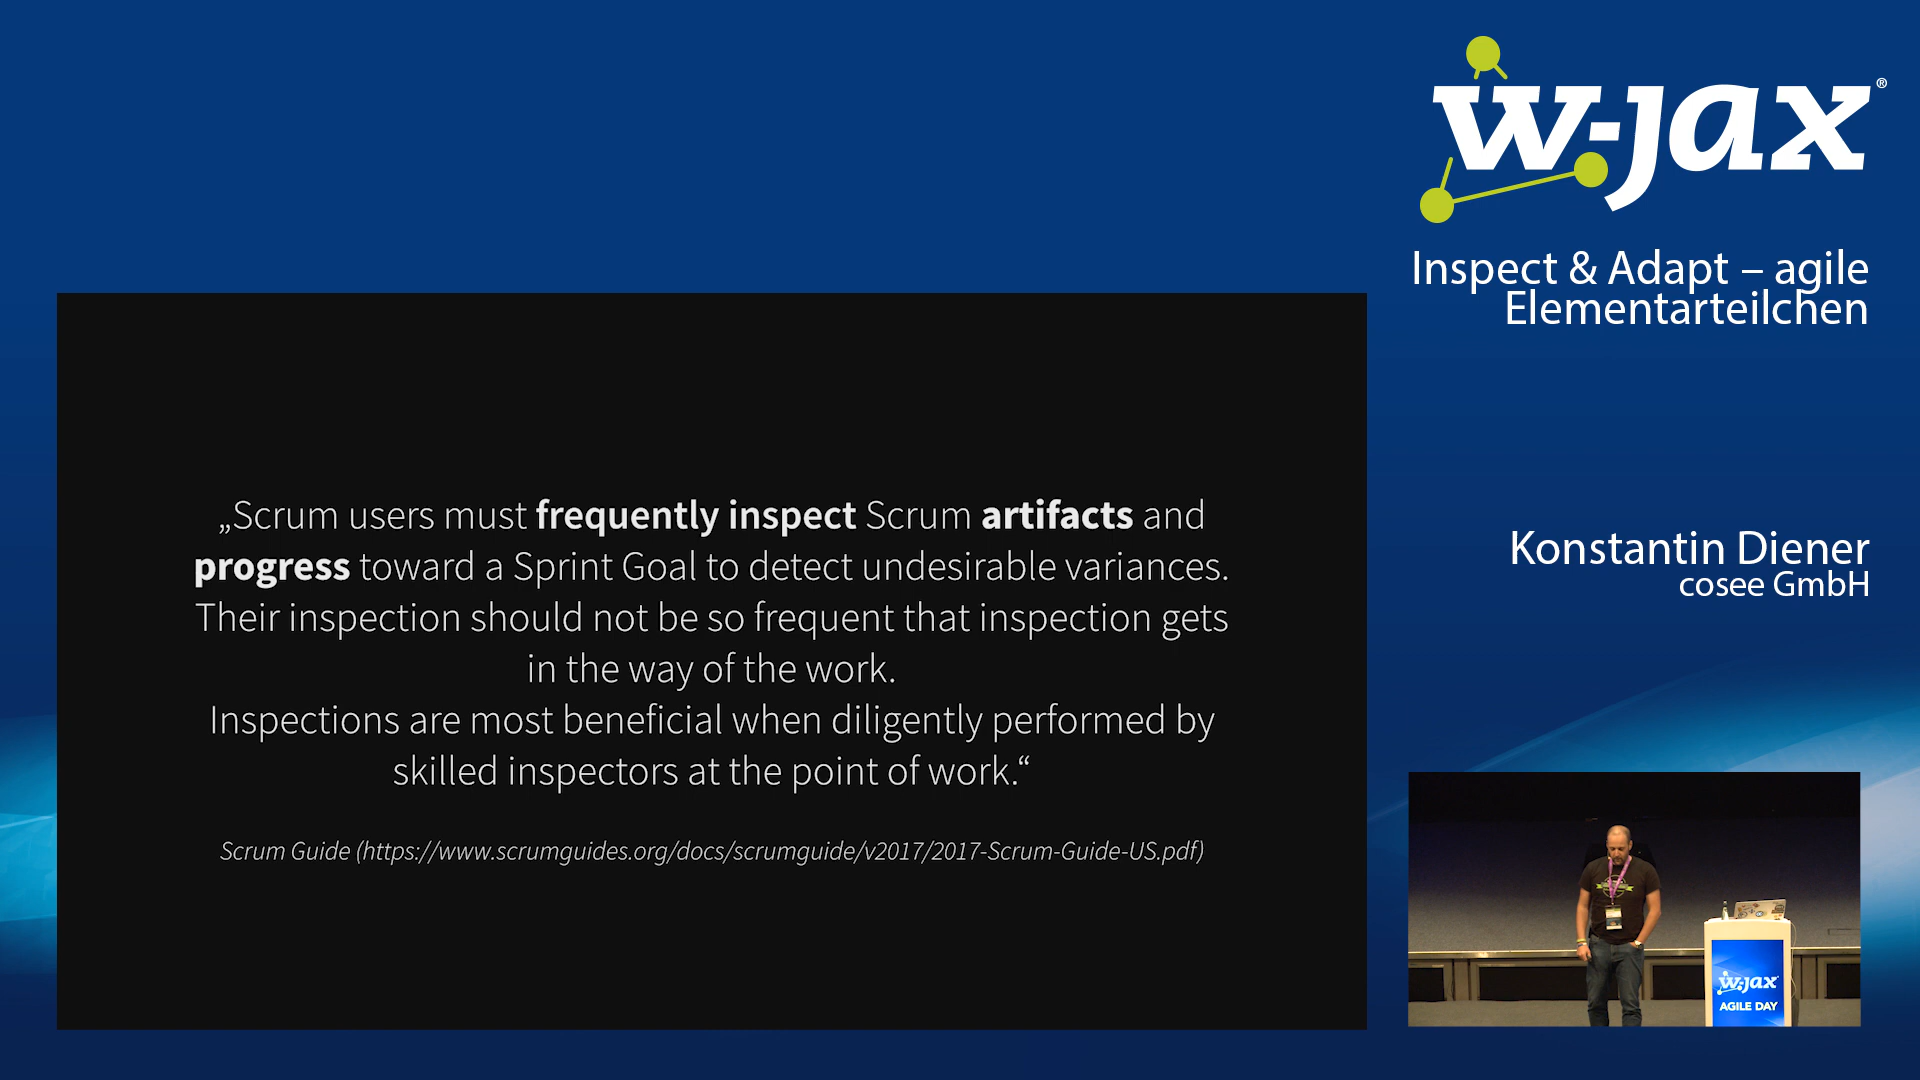 w-jax®
Inspect & Adapt – agile
Elementarteilchen
„Scrum users must frequently inspect Scrum artifacts and
progress toward a Sprint Goal to detect undesirable variances.
Their inspection should not be so frequent that inspection gets
in the way of the work.
Inspections are most beneficial when diligently performed by
skilled inspectors at the point of work.“
Scrum Guide (https://www.scrumguides.org/docs/scrumguide/v2017/2017-Scrum-Guide-US.pdf)
Konstantin Diener
cosee GmbH
w-jax
AGILE DAY